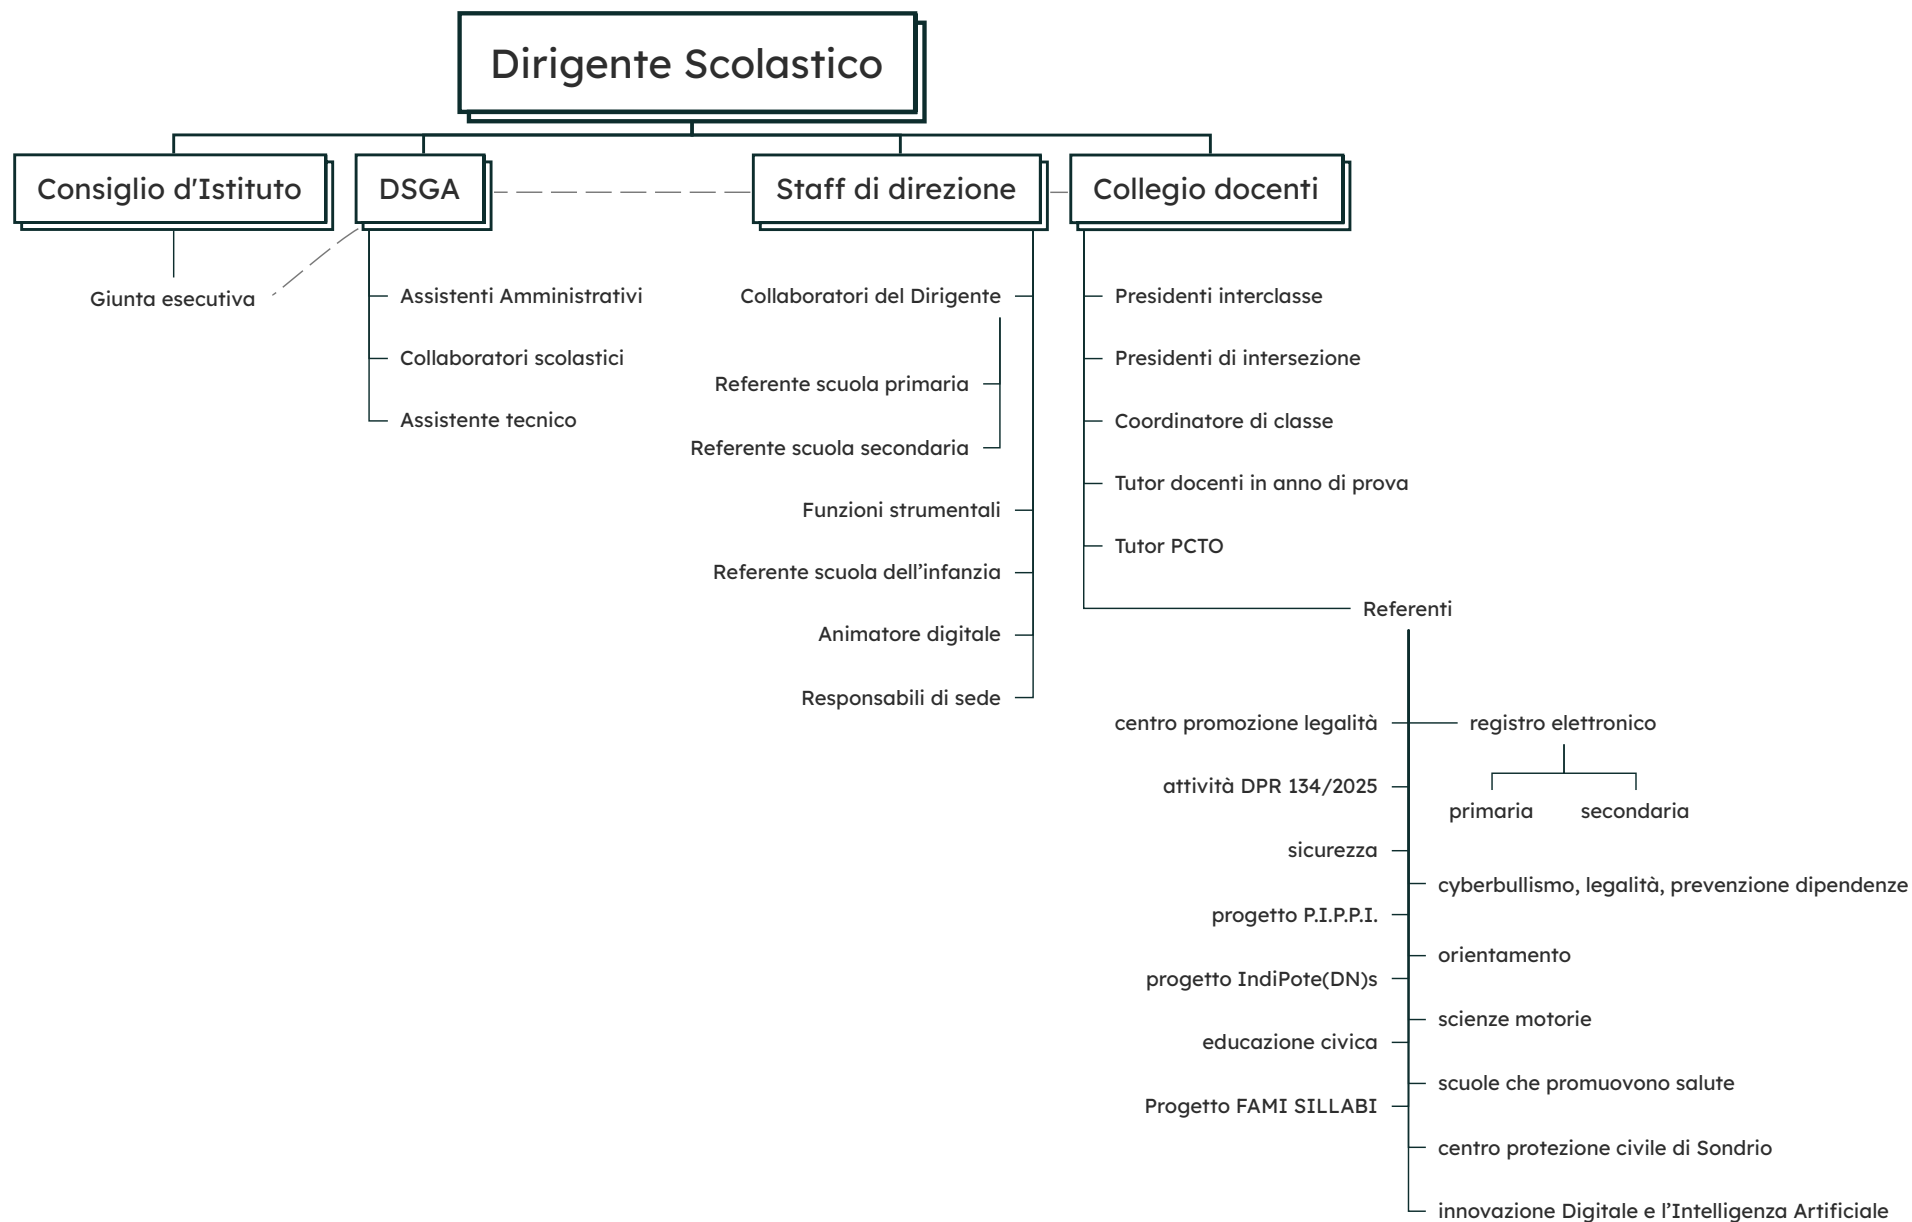 Dirigente Scolastico
Consiglio d'Istituto
DSGA
Staff di direzione
Collegio docenti
Giunta esecutiva
Assistenti Amministrativi
Collaboratori scolastici
Assistente tecnico
Collaboratori del Dirigente
Referente scuola primaria
Referente scuola secondaria
Funzioni strumentali
Referente scuola dell’infanzia
Animatore digitale
Responsabili di sede
Presidenti interclasse
Presidenti di intersezione
Coordinatore di classe
Tutor docenti in anno di prova
Tutor PCTO
Referenti
centro promozione legalità
attività DPR 134/2025
sicurezza
progetto P.I.P.P.I.
progetto IndiPote(DN)s
educazione civica
Progetto FAMI SILLABI
registro elettronico
primaria
secondaria
cyberbullismo, legalità, prevenzione dipendenze
orientamento
scienze motorie
scuole che promuovono salute
centro protezione civile di Sondrio
innovazione Digitale e l’Intelligenza Artificiale